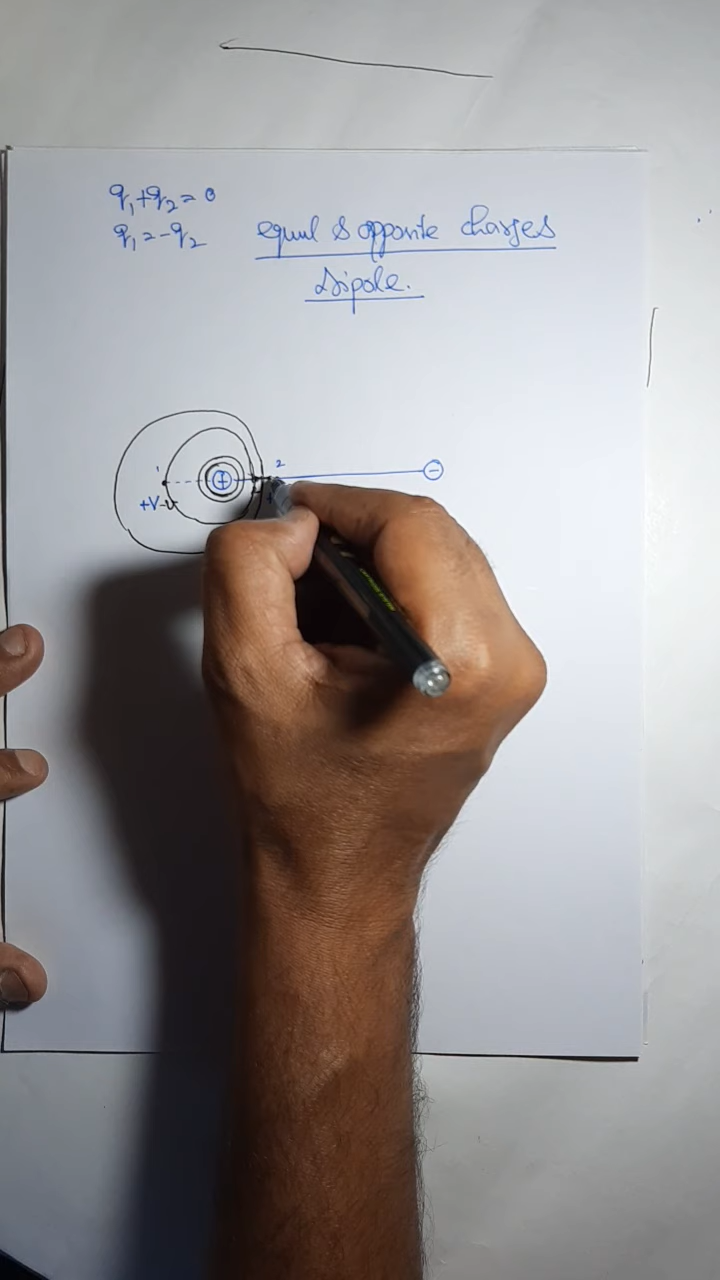 q₁+q₂=0
q₁=-q₂ equal & opposite charges
Dipole.
2
1 + −
+V-v